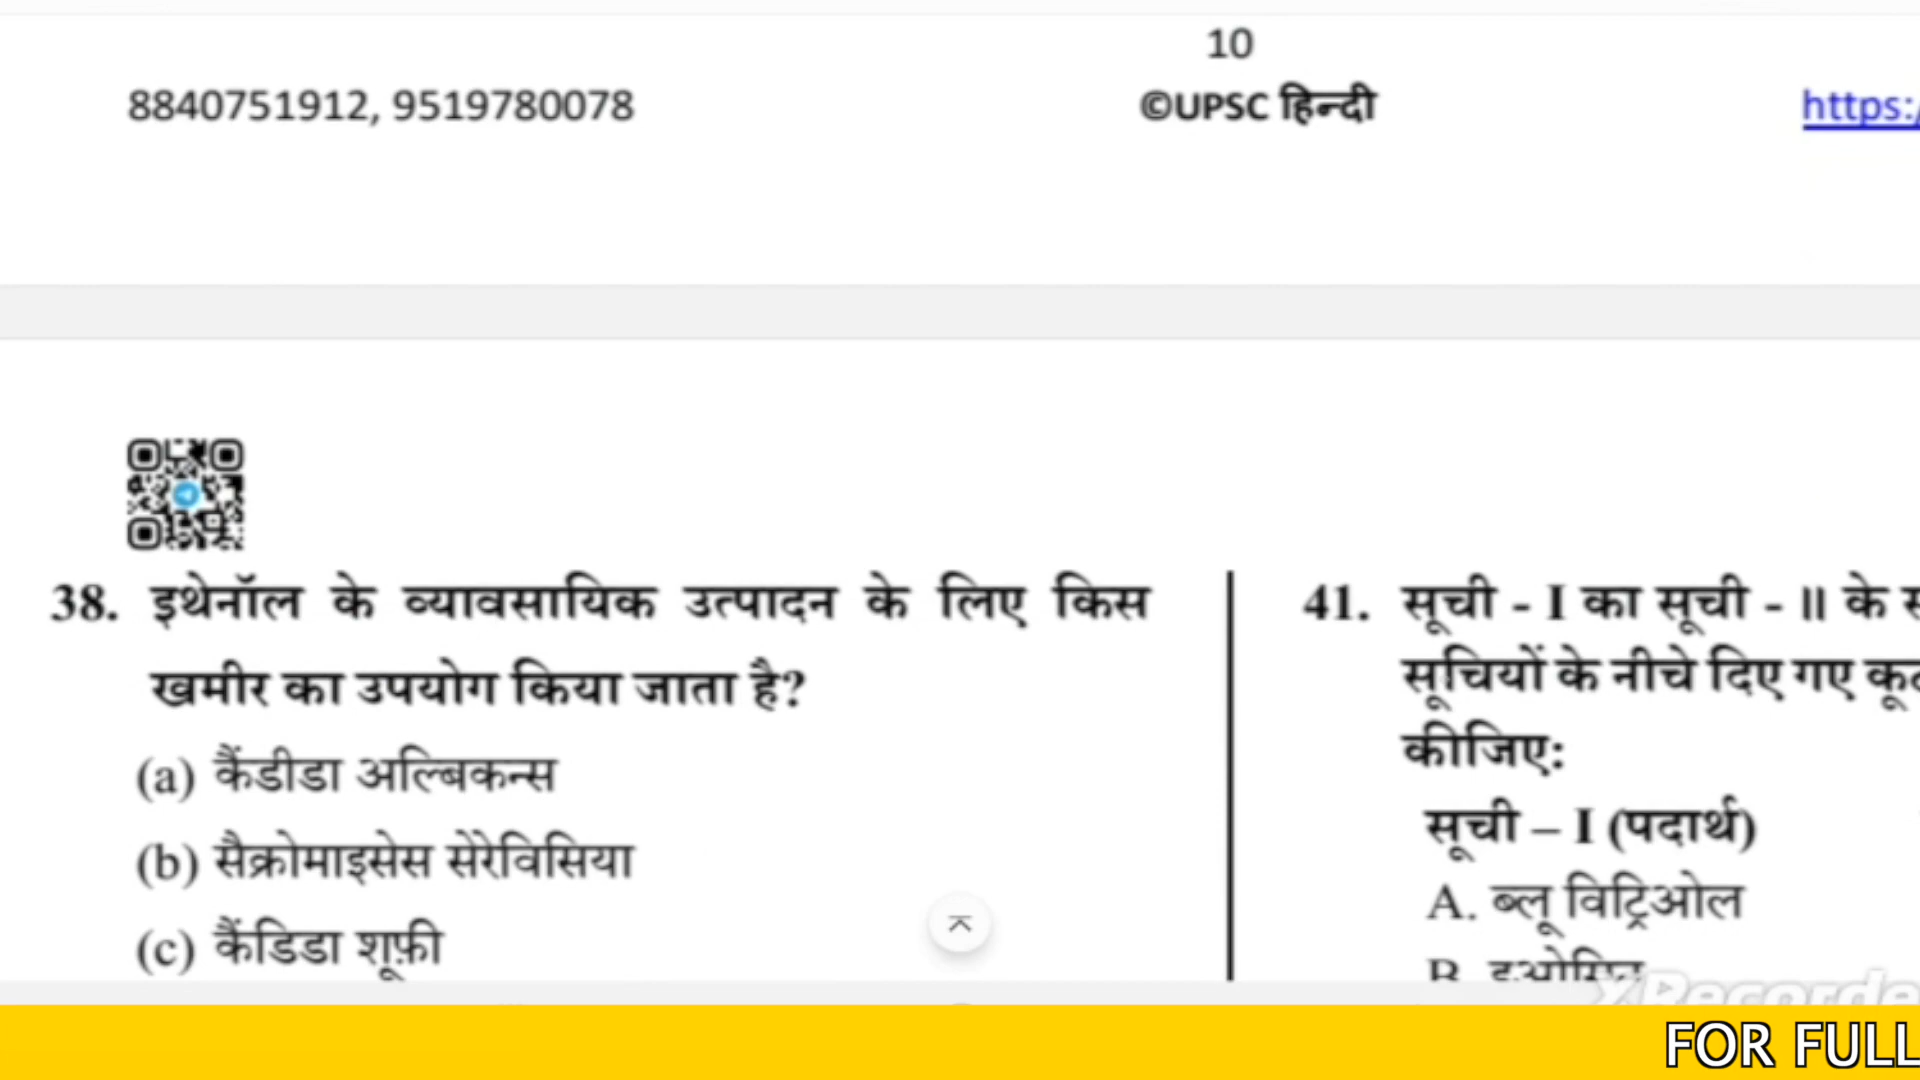 10
8840751912, 9519780078
©UPSC हिन्दी
https:/
38. इथेनॉल के व्यावसायिक उत्पादन के लिए किस
खमीर का उपयोग किया जाता है?
(a) कैंडीडा अल्बिकन्स
(b) सैक्रोमाइसेस सेरेविसिया
(c) कैंडिडा शूफ़ी
41. सूची - I का सूची - II के
सूचियों के नीचे दिए गए
कीजिए:
सूची – I (पदार्थ)
A. ब्लू विट्रिओल
B.
XRecorde
FOR FULL